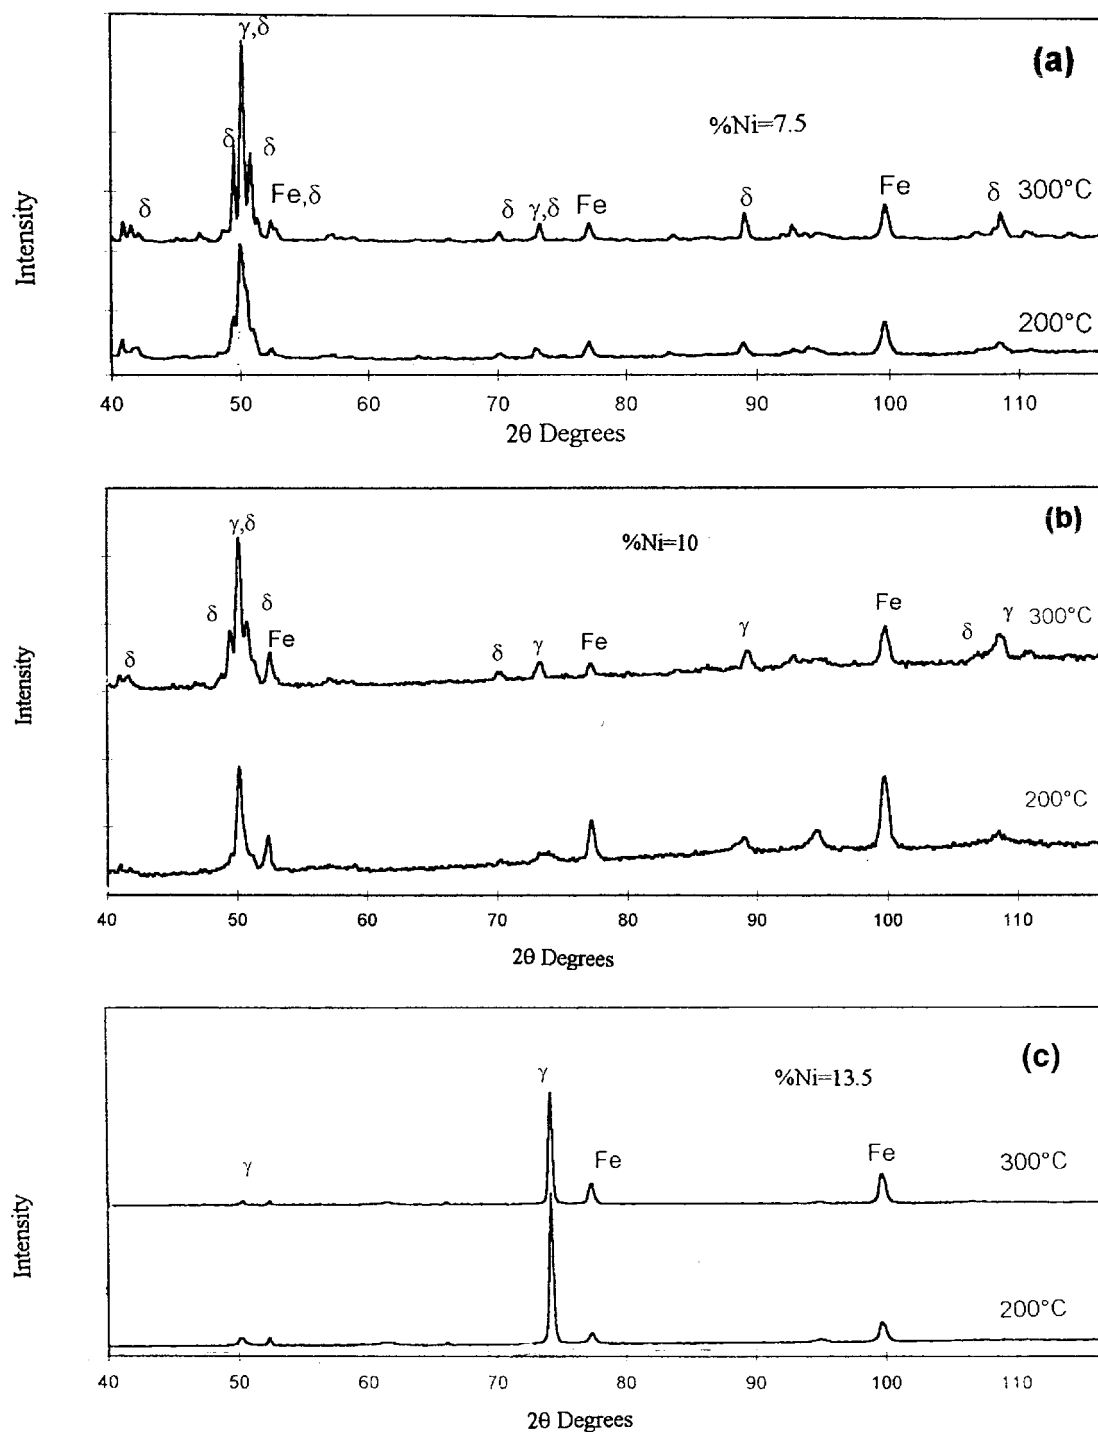 γ,δ
(a)
%Ni=7.5
δ δ
δ Fe,δ δ γ,δ Fe δ Fe δ 300°C
200°C
Intensity
40 50 60 70 80 90 100 110
2θ Degrees
(b)
γ,δ
%Ni=10
δ δ Fe γ
δ Fe δ γ Fe γ δ 300°C
200°C
Intensity
40 50 60 70 80 90 100 110
2θ Degrees
(c)
γ %Ni=13.5
γ Fe Fe 300°C
200°C
Intensity
40 50 60 70 80 90 100 110
2θ Degrees